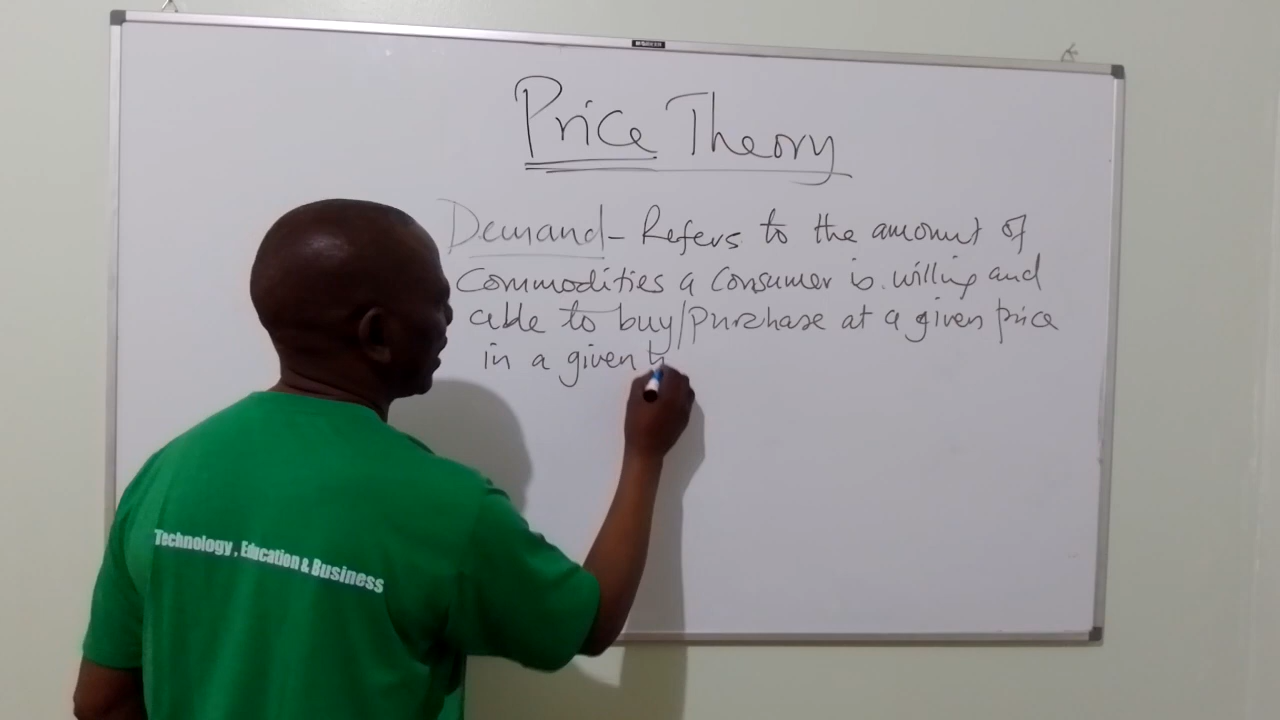 Price Theory
Demand - Refers to the amount of
Commodities a Consumer is willing and
able to buy/purchase at a given price
in a given
Technology, Education & Business